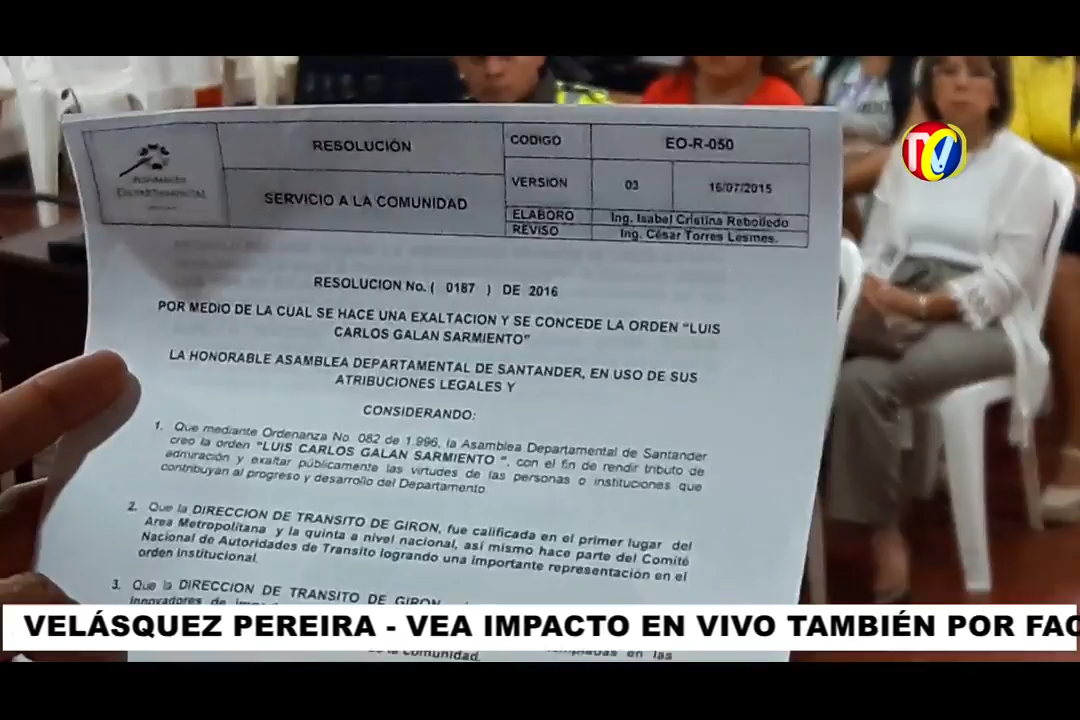 RESOLUCIÓN
SERVICIO A LA COMUNIDAD
CODIGO
EO-R-050
VERSION
03
16/07/2015
ELABORO
Ing. Isabel Cristina Rebolledo
REVISO
Ing. César Torres Lesmes.
DEPARTAMENTAL
TV
RESOLUCION No. ( 0187 ) DE 2016
POR MEDIO DE LA CUAL SE HACE UNA EXALTACION Y SE CONCEDE LA ORDEN "LUIS
CARLOS GALAN SARMIENTO"
LA HONORABLE ASAMBLEA DEPARTAMENTAL DE SANTANDER, EN USO DE SUS
ATRIBUCIONES LEGALES Y
CONSIDERANDO:
1. Que mediante Ordenanza No. 082 de 1.996, la Asamblea Departamental de Santander
creo la orden "LUIS CARLOS GALAN SARMIENTO ", con el fin de rendir tributo de
admiración y exaltar públicamente las virtudes de las personas o instituciones que
contribuyan al progreso y desarrollo del Departamento
2. Que la DIRECCION DE TRANSITO DE GIRON, fue calificada en el primer lugar del
Area Metropolitana y la quinta a nivel nacional, así mismo hace parte del Comité
Nacional de Autoridades de Transito logrando una importante representación en el
orden institucional.
3. Que la DIRECCION DE TRANSITO DE GIRON
VELÁSQUEZ PEREIRA - VEA IMPACTO EN VIVO TAMBIÉN POR FAC
la comunidad. en las